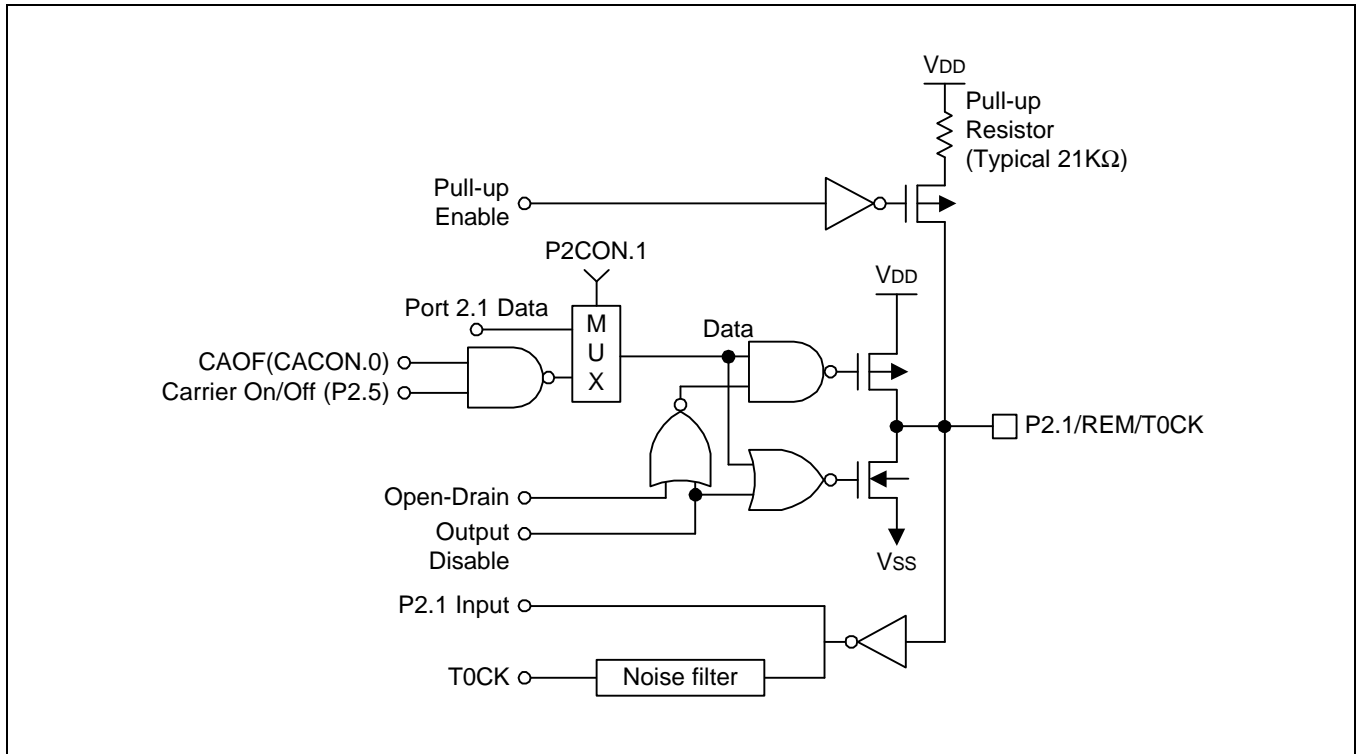 VDD
Pull-up
Resistor
(Typical 21KΩ)
Pull-up
Enable
P2CON.1
VDD
Port 2.1 Data
M
U
X
Data
CAOF(CACON.0)
Carrier On/Off (P2.5)
P2.1/REM/T0CK
Open-Drain
Output
Disable
VSS
P2.1 Input
T0CK
Noise filter